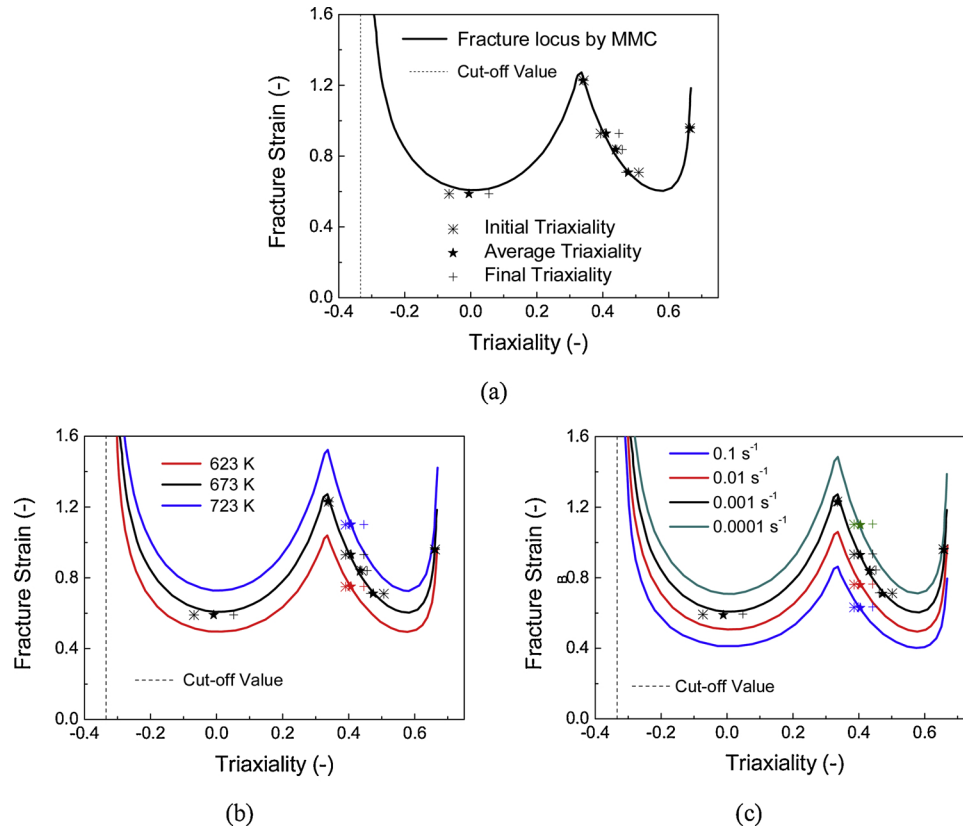 1.6
1.2
0.8
0.4
0.0
Fracture Strain (-)
Fracture locus by MMC
Cut-off Value
Initial Triaxiality
Average Triaxiality
Final Triaxiality
-0.4 -0.2 0.0 0.2 0.4 0.6
Triaxiality (-)
(a)
1.6
1.2
0.8
0.4
0.0
Fracture Strain (-)
623 K
673 K
723 K
Cut-off Value
-0.4 -0.2 0.0 0.2 0.4 0.6
Triaxiality (-)
(b)
1.6
1.2
0.8
0.4
0.0
Fracture Strain (-)
B
0.1 s⁻¹
0.01 s⁻¹
0.001 s⁻¹
0.0001 s⁻¹
Cut-off Value
-0.4 -0.2 0.0 0.2 0.4 0.6
Triaxiality (-)
(c)